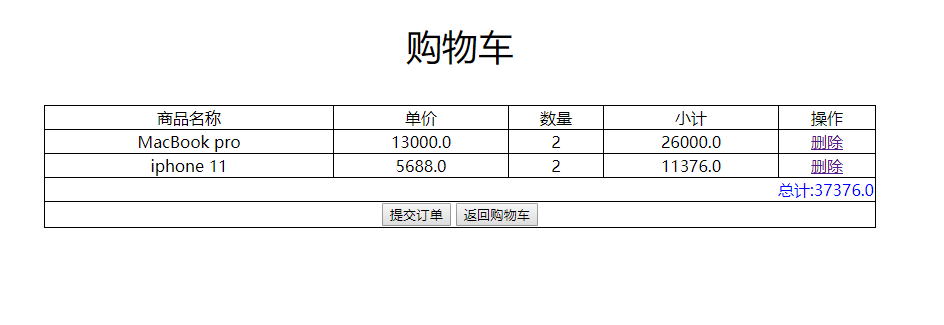 购物车
商品名称 单价 数量 小计 操作
MacBook pro 13000.0 2 26000.0 删除
iphone 11 5688.0 2 11376.0 删除
总计:37376.0
提交订单 返回购物车